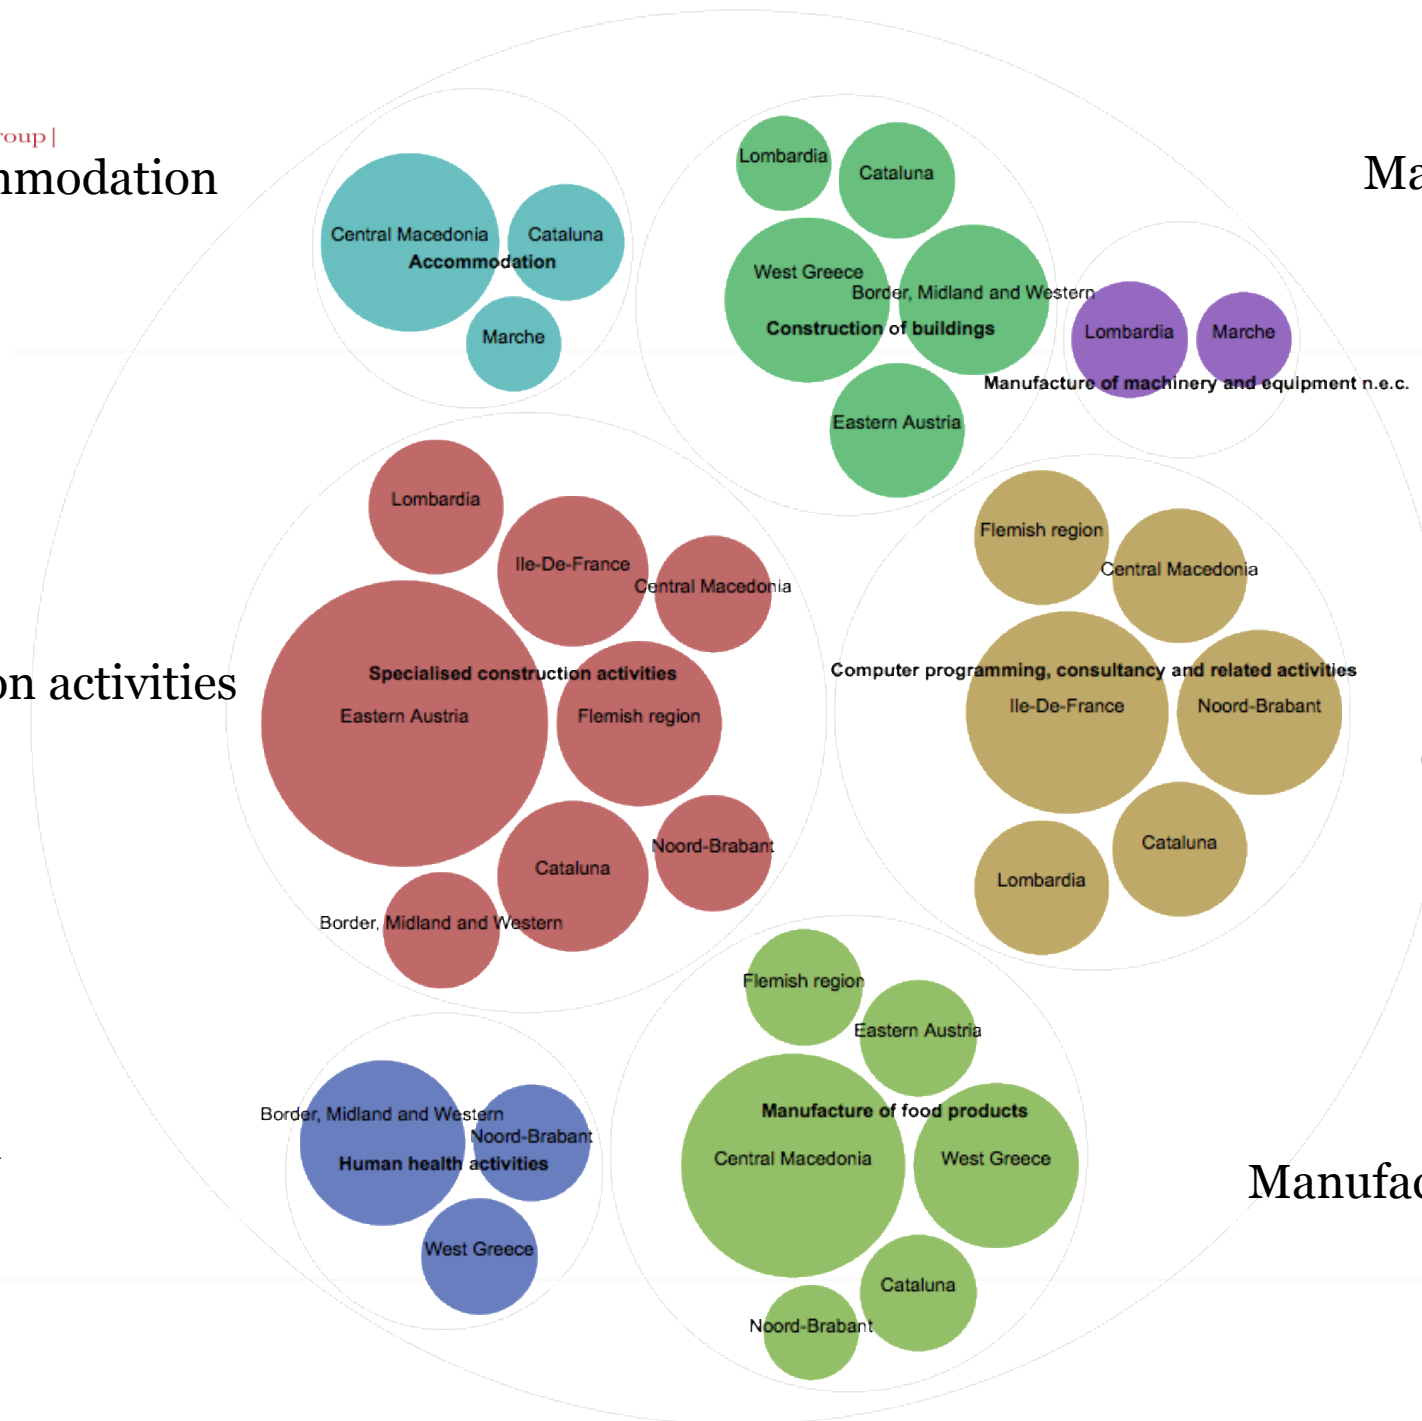 roup|
mmodation
Ma
Lombardia
Cataluna
Central Macedonia
Cataluna
Accommodation
Marche
West Greece
Border, Midland and Western
Construction of buildings
Eastern Austria
Lombardia
Marche
Manufacture of machinery and equipment n.e.c.
Lombardia
Ile-De-France
Central Macedonia
on activities
Specialised construction activities
Eastern Austria
Flemish region
Cataluna
Noord-Brabant
Border, Midland and Western
Flemish region
Central Macedonia
Computer programming, consultancy and related activities
Ile-De-France
Noord-Brabant
Cataluna
Lombardia
Border, Midland and Western
Noord-Brabant
Human health activities
West Greece
Flemish region
Eastern Austria
Manufacture of food products
Central Macedonia
West Greece
Cataluna
Noord-Brabant
Manufac